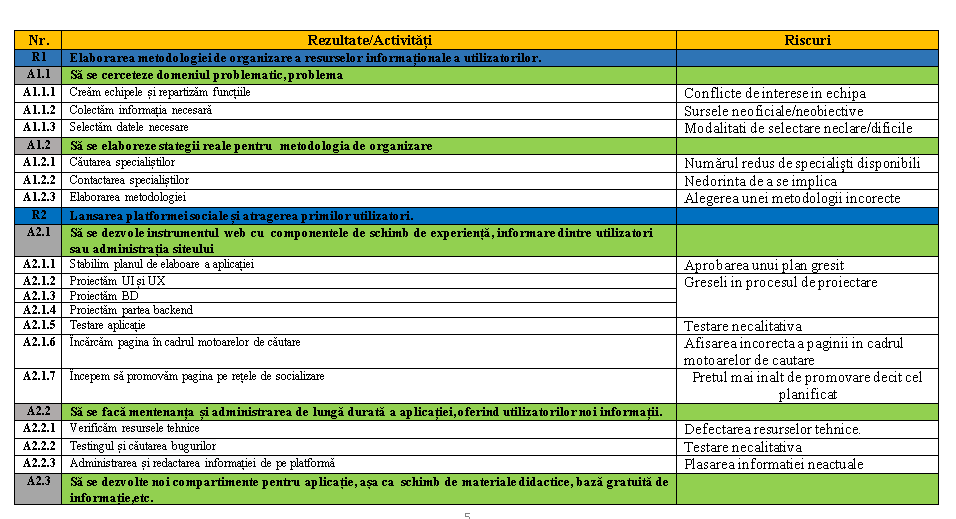 Nr. Rezultate/Activități Riscuri
R1 Elaborarea metodologiei de organizare a resurselor informaționale a utilizatorilor.
A1.1 Să se cerceteze domeniul problematic, problema
A1.1.1 Creăm echipele și repartizăm funcțiile Conflicte de interese in echipa
A1.1.2 Colectăm informația necesară Sursele neoficiale/neobiective
A1.1.3 Selectăm datele necesare Modalitati de selectare neclare/dificile
A1.2 Să se elaboreze stategii reale pentru metodologia de organizare
A1.2.1 Căutarea specialiștilor Numărul redus de specialiști disponibili
A1.2.2 Contactarea specialiștilor Nedorinta de a se implica
A1.2.3 Elaborarea metodologiei Alegerea unei metodologii incorecte
R2 Lansarea platformei sociale și atragerea primilor utilizatori.
A2.1 Să se dezvole instrumentul web cu componentele de schimb de experiență, informare dintre utilizatori
sau administrația siteului
A2.1.1 Stabilim planul de elaboare a aplicației Aprobarea unui plan gresit
A2.1.2 Proiectăm UI și UX Greseli in procesul de proiectare
A2.1.3 Proiectăm BD
A2.1.4 Proiectăm partea backend
A2.1.5 Testare aplicație Testare necalitativa
A2.1.6 Încărcăm pagina în cadrul motoarelor de căutare Afisarea incorecta a paginii in cadrul
motoarelor de cautare
A2.1.7 Începem să promovăm pagina pe rețele de socializare Pretul mai inalt de promovare decit cel
planificat
A2.2 Să se facă mentenanța și administrarea de lungă durată a aplicației, oferind utilizatorilor noi informații.
A2.2.1 Verificăm resursele tehnice Defectarea resurselor tehnice.
A2.2.2 Testingul și căutarea bugurilor Testare necalitativa
A2.2.3 Administrarea și redactarea informației de pe platformă Plasarea informatiei neactuale
A2.3 Să se dezvolte noi compartimente pentru aplicație, așa ca schimb de materiale didactice, bază gratuită de
informație, etc.